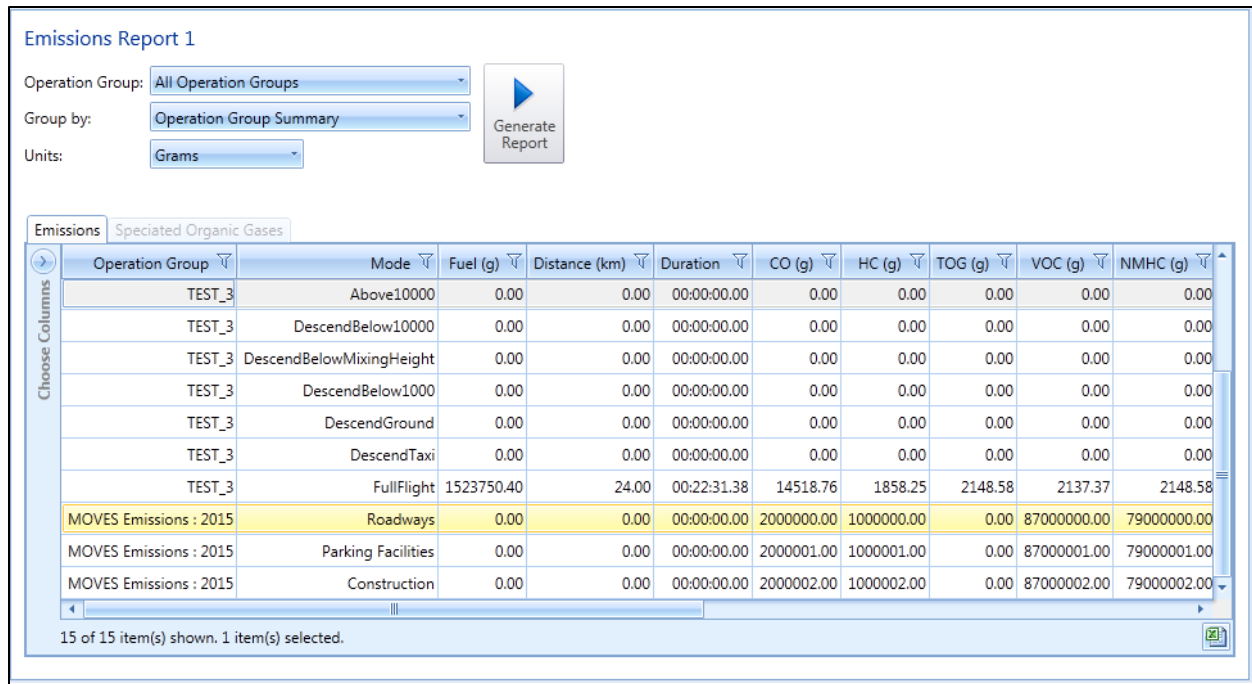 Emissions Report 1
Operation Group: All Operation Groups
Group by: Operation Group Summary
Units: Grams
Generate Report
Emissions Speciated Organic Gases
Choose Columns
Operation Group Mode Fuel (g) Distance (km) Duration CO (g) HC (g) TOG (g) VOC (g) NMHC (g)
TEST_3 Above10000 0.00 0.00 00:00:00.00 0.00 0.00 0.00 0.00 0.00
TEST_3 DescendBelow10000 0.00 0.00 00:00:00.00 0.00 0.00 0.00 0.00 0.00
TEST_3 DescendBelowMixingHeight 0.00 0.00 00:00:00.00 0.00 0.00 0.00 0.00 0.00
TEST_3 DescendBelow1000 0.00 0.00 00:00:00.00 0.00 0.00 0.00 0.00 0.00
TEST_3 DescendGround 0.00 0.00 00:00:00.00 0.00 0.00 0.00 0.00 0.00
TEST_3 DescendTaxi 0.00 0.00 00:00:00.00 0.00 0.00 0.00 0.00 0.00
TEST_3 FullFlight 1523750.40 24.00 00:22:31.38 14518.76 1858.25 2148.58 2137.37 2148.58
MOVES Emissions : 2015 Roadways 0.00 0.00 00:00:00.00 2000000.00 1000000.00 0.00 87000000.00 79000000.00
MOVES Emissions : 2015 Parking Facilities 0.00 0.00 00:00:00.00 2000001.00 1000001.00 0.00 87000001.00 79000001.00
MOVES Emissions : 2015 Construction 0.00 0.00 00:00:00.00 2000002.00 1000002.00 0.00 87000002.00 79000002.00
15 of 15 item(s) shown. 1 item(s) selected.